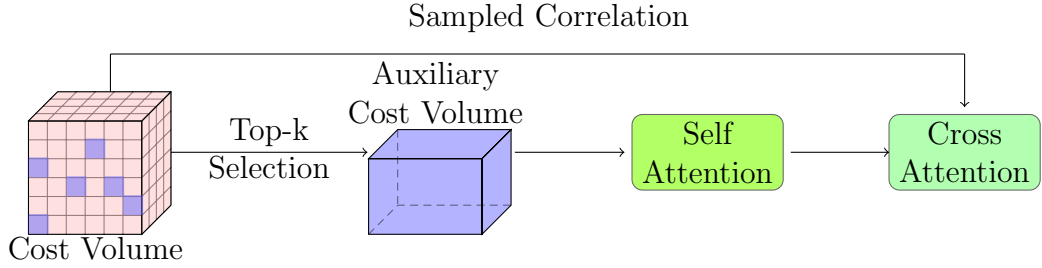 Sampled Correlation
Auxiliary
Cost Volume
Top-k
Selection
Self
Attention
Cross
Attention
Cost Volume